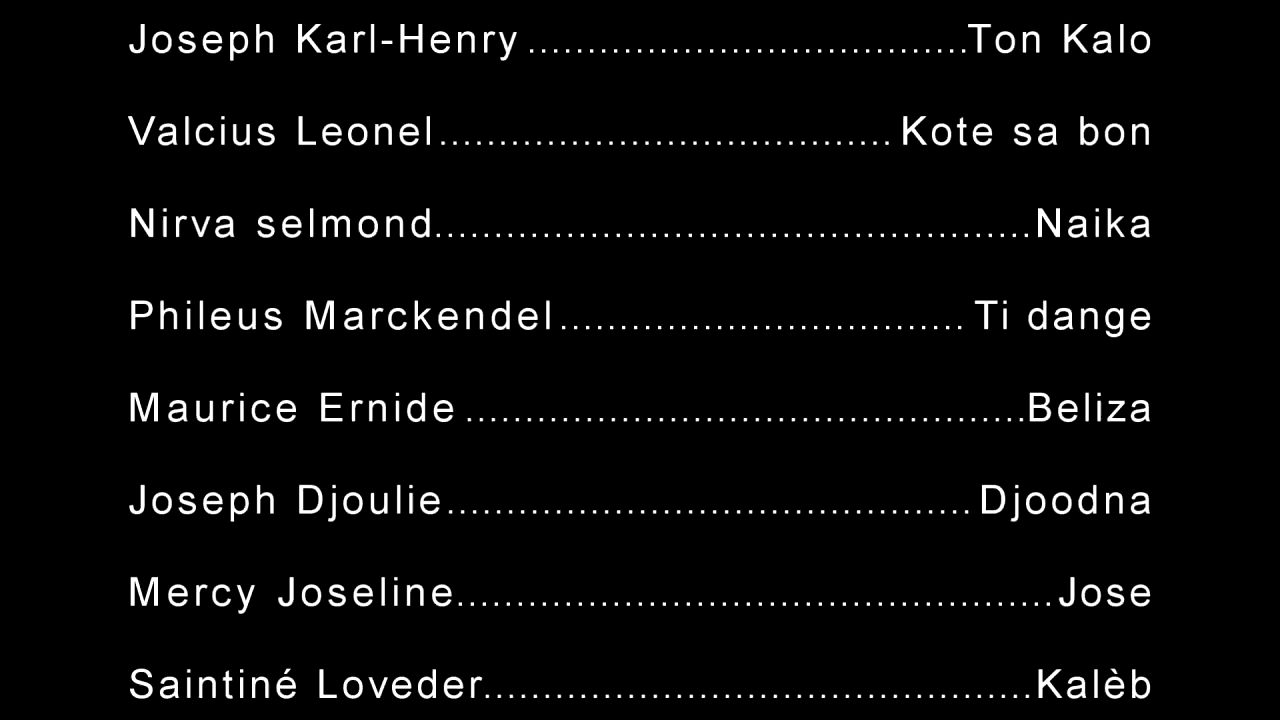 Joseph Karl-Henry.....................................Ton Kalo
Valcius Leonel...................................... Kote sa bon
Nirva selmond..................................................Naika
Phileus Marckendel.................................. Ti dange
Maurice Ernide ...............................................Beliza
Joseph Djoulie............................................ Djoodna
Mercy Joseline..................................................Jose
Saintiné Loveder..............................................Kalèb